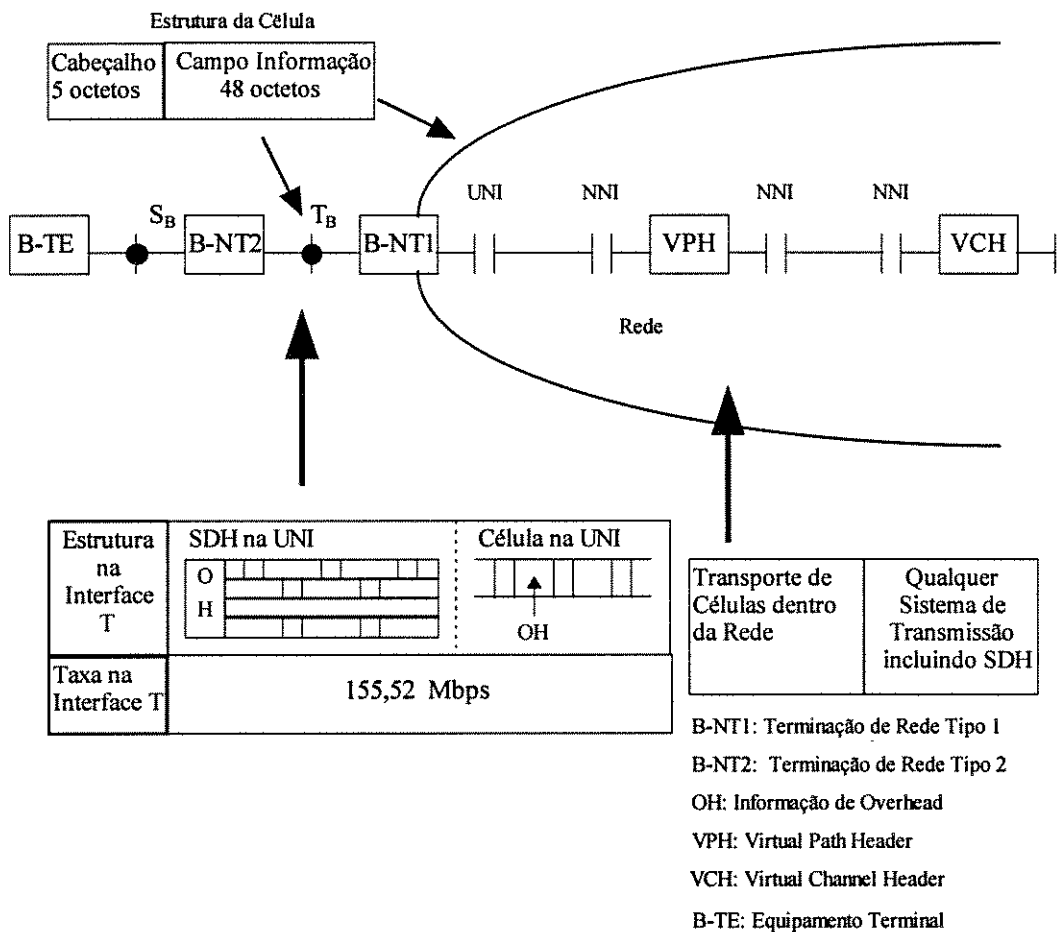 Estrutura da Célula
Cabeçalho
5 octetos
Campo Informação
48 octetos
UNI
NNI
NNI
NNI
S_B
T_B
B-TE
B-NT2
B-NT1
VPH
VCH
Rede
Estrutura
na
Interface
T
SDH na UNI
O
H
Célula na UNI
OH
Taxa na
Interface T
155,52 Mbps
Transporte de
Células dentro
da Rede
Qualquer
Sistema de
Transmissão
incluindo SDH
B-NT1: Terminação de Rede Tipo 1
B-NT2: Terminação de Rede Tipo 2
OH: Informação de Overhead
VPH: Virtual Path Header
VCH: Virtual Channel Header
B-TE: Equipamento Terminal